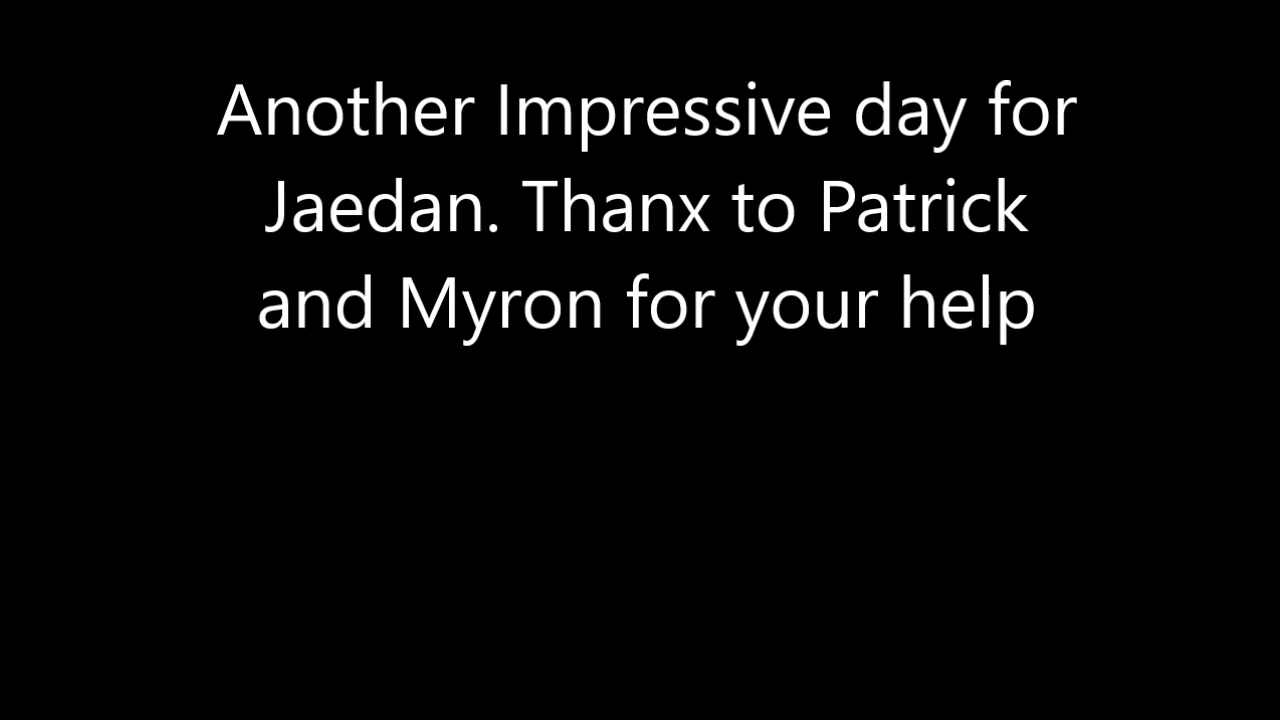 Another Impressive day for
Jaedan. Thanx to Patrick
and Myron for your help